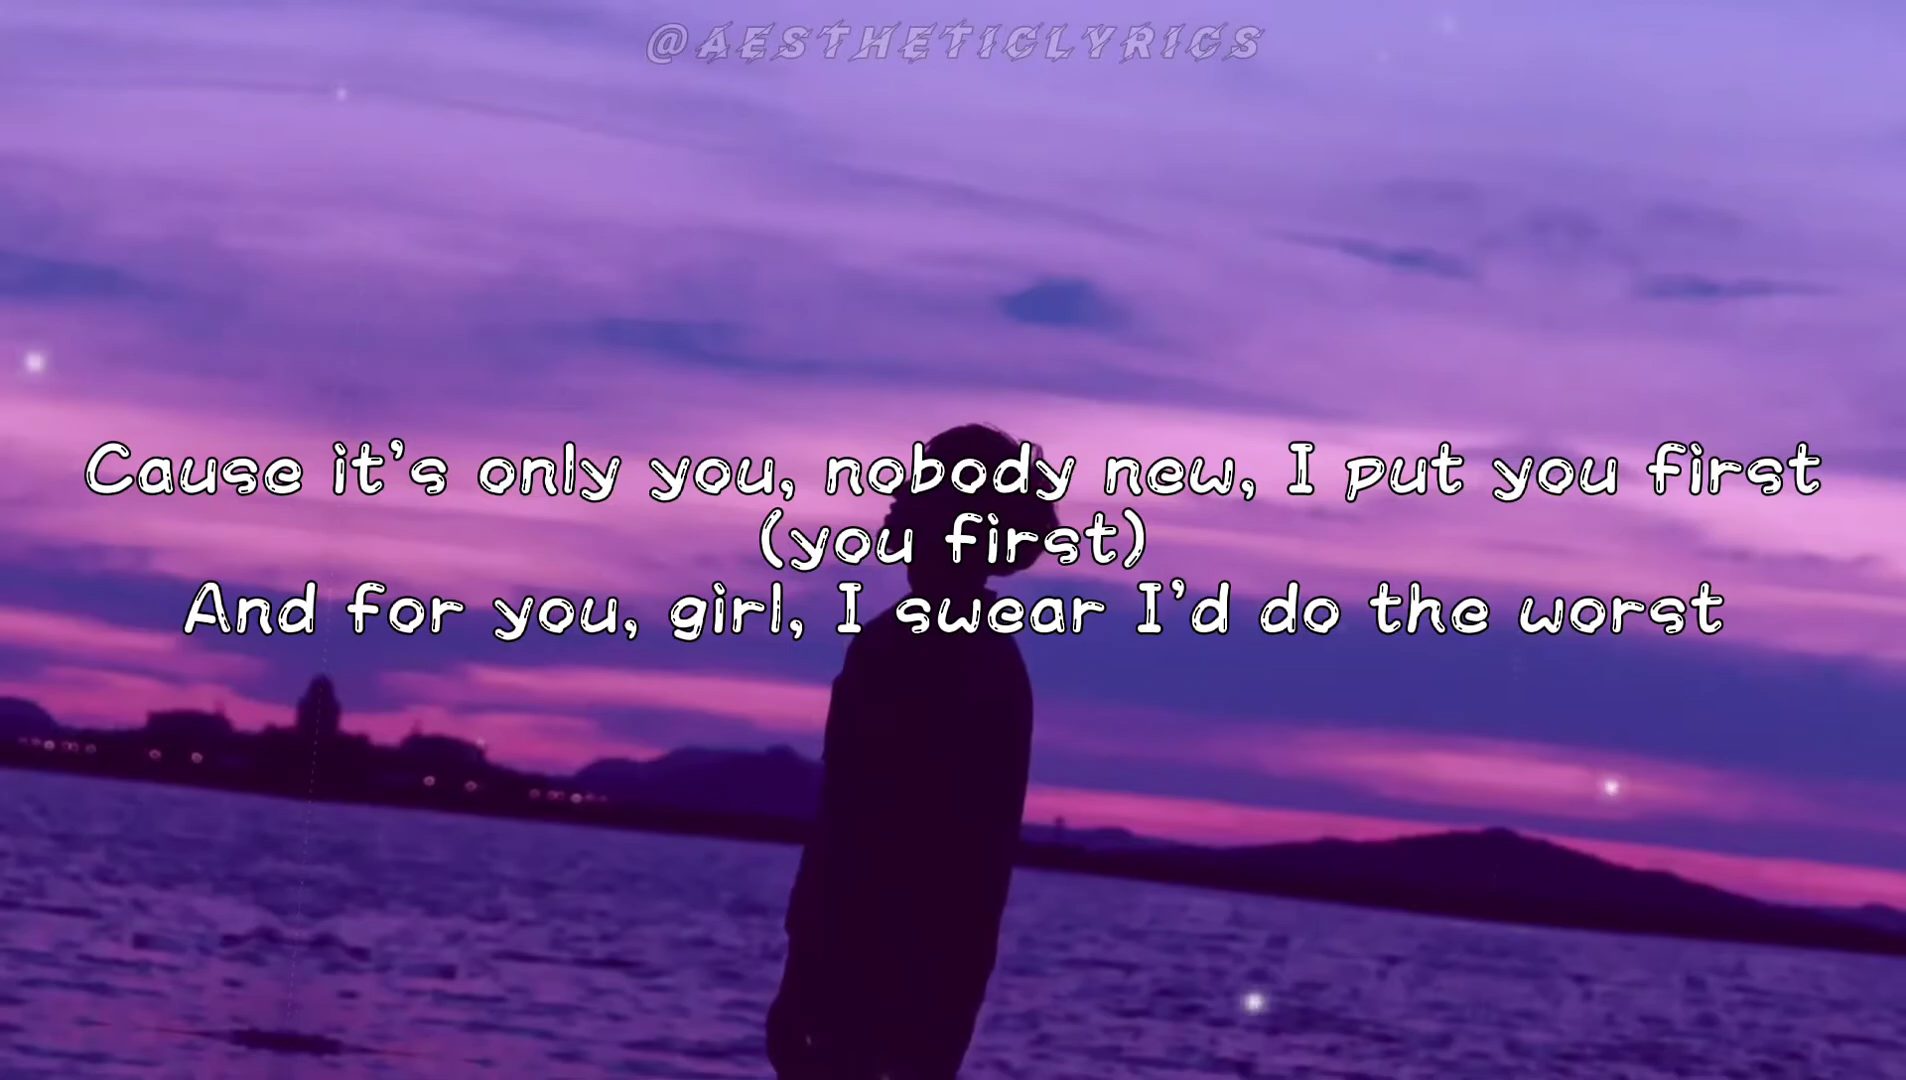 @AESTHETICLYRICS
Cause it's only you, nobody new, I put you first
(you first)
And for you, girl, I swear I'd do the worst